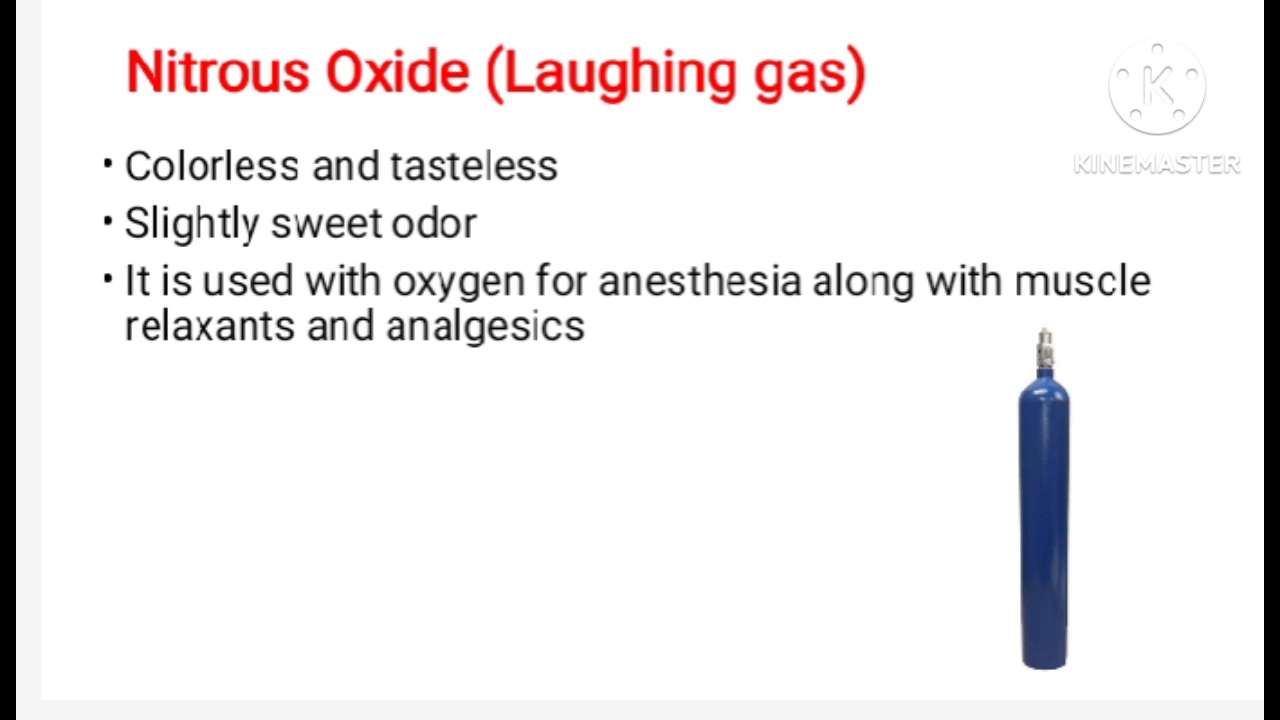 Nitrous Oxide (Laughing gas)
K
KINEMASTER
• Colorless and tasteless
• Slightly sweet odor
• It is used with oxygen for anesthesia along with muscle
relaxants and analgesics